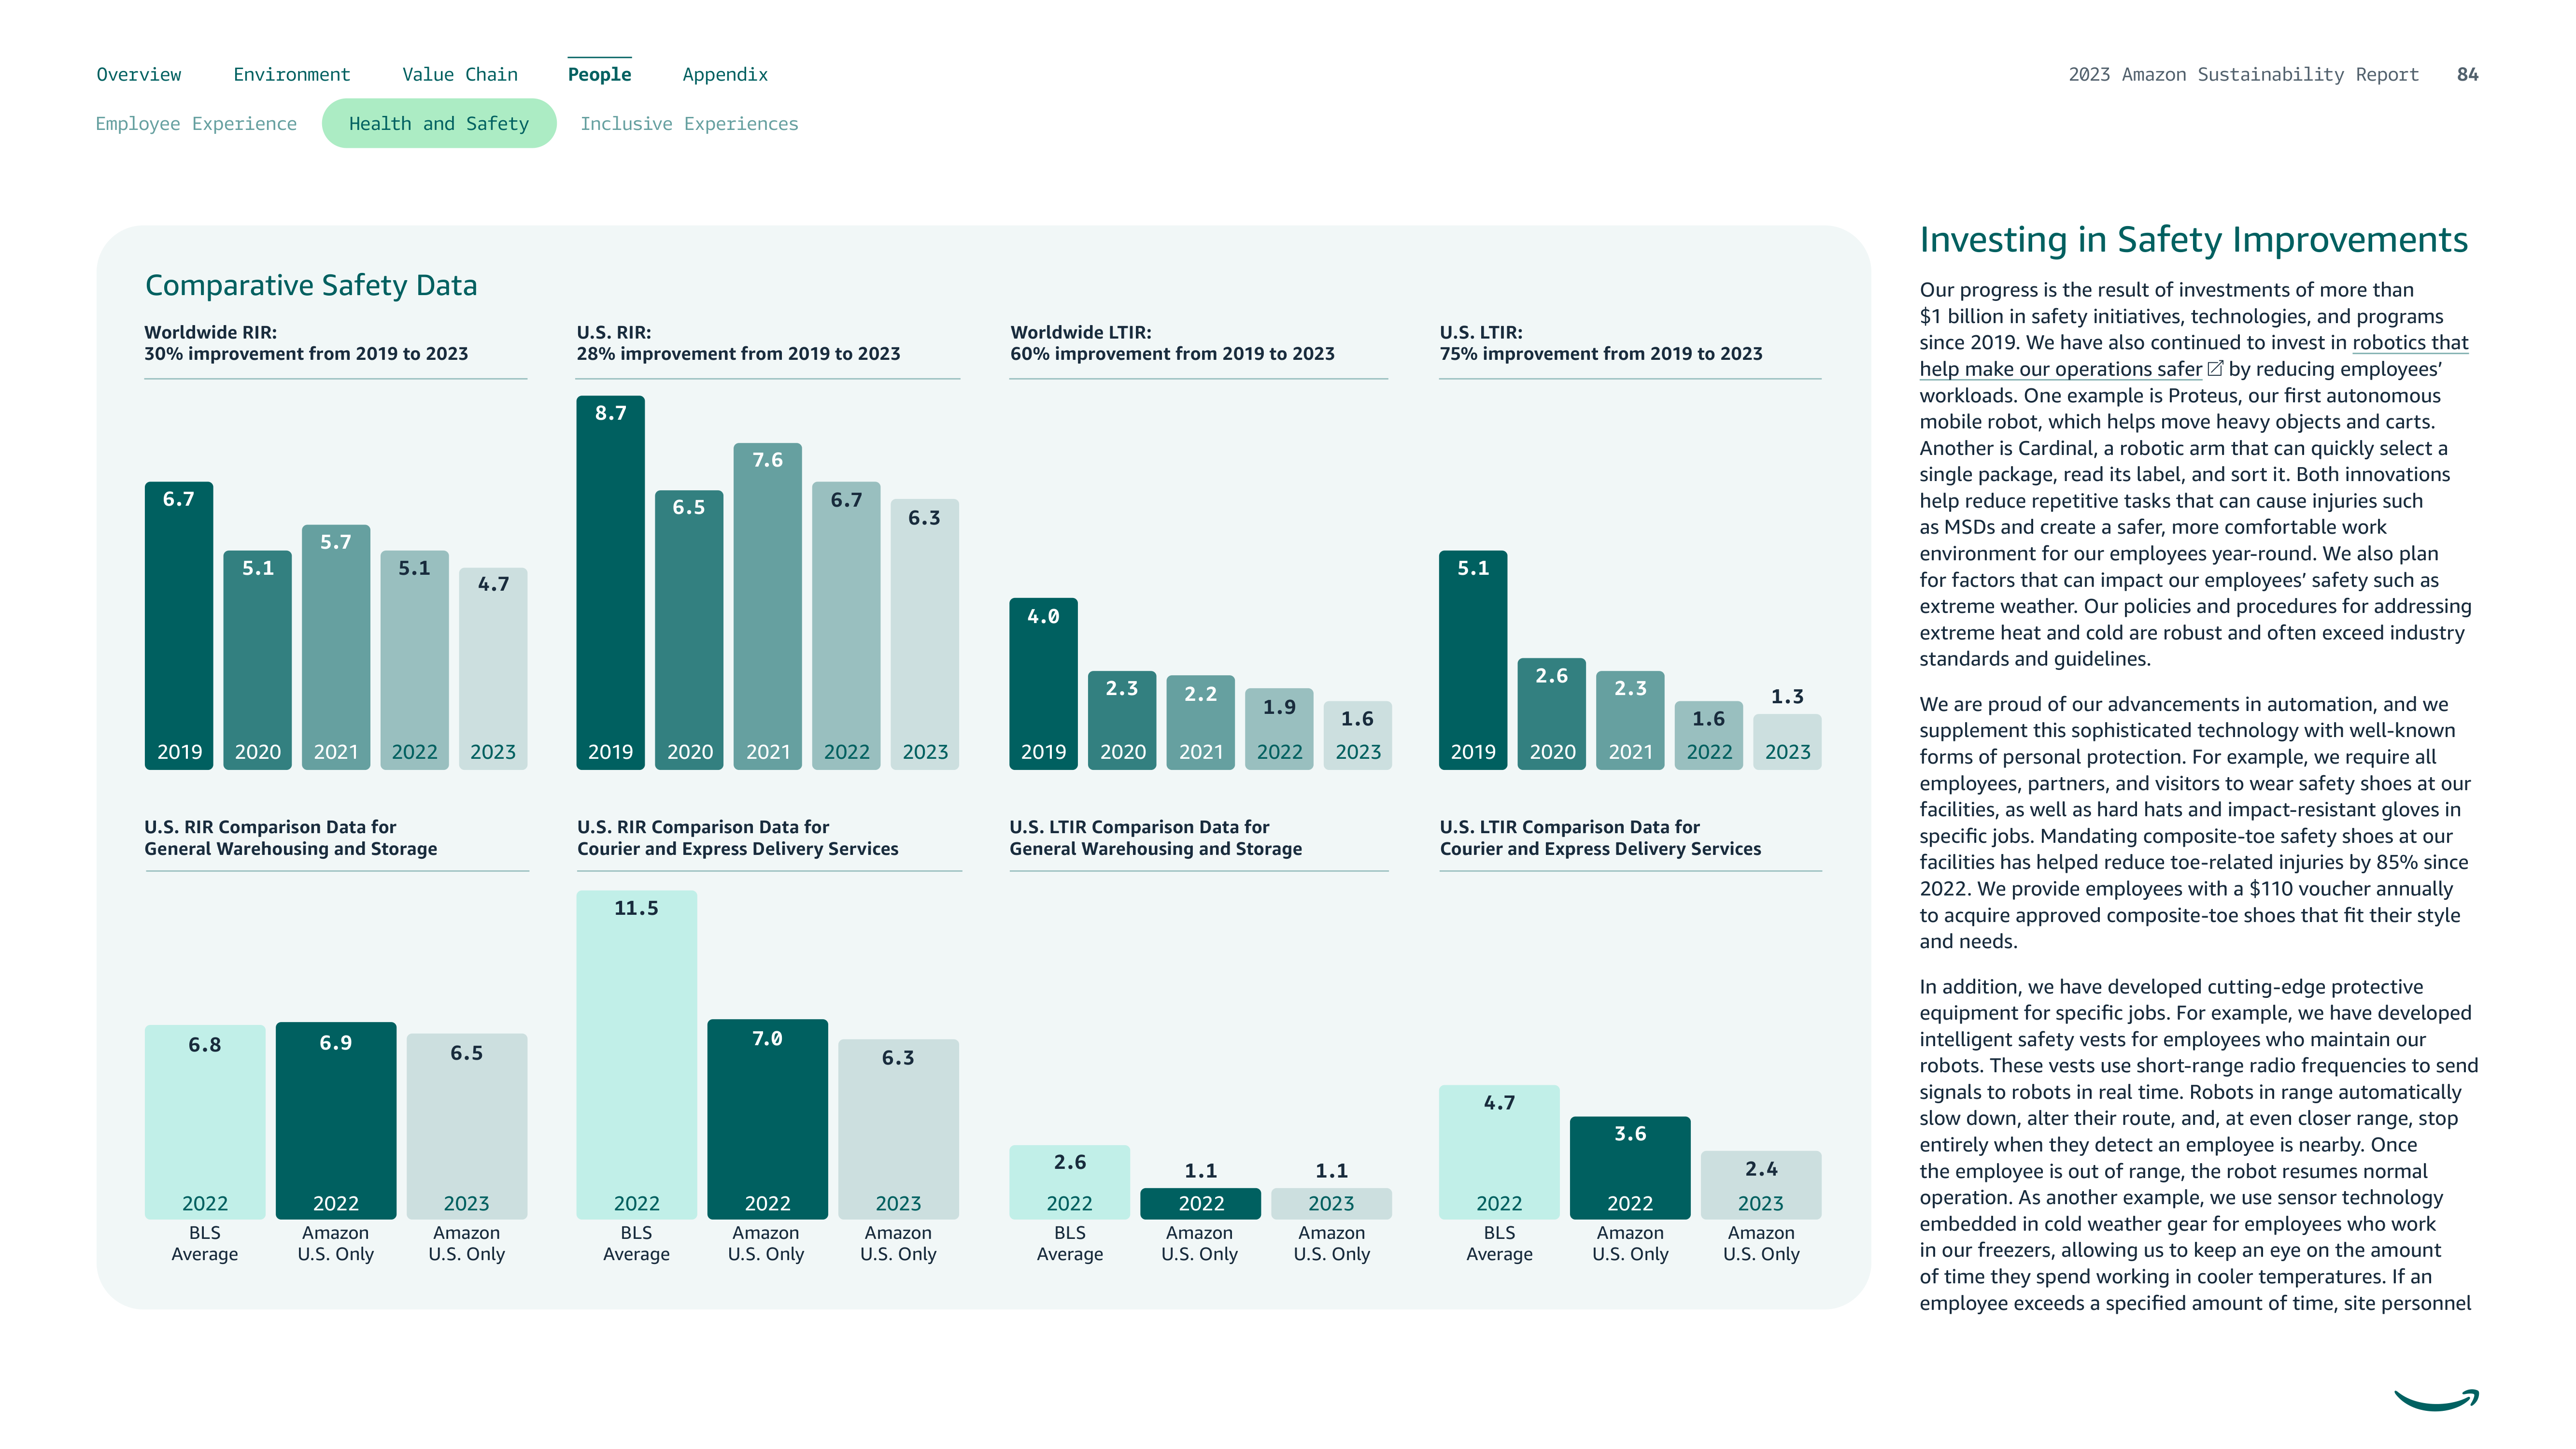 Overview Environment Value Chain People Appendix
2023 Amazon Sustainability Report 84
Employee Experience Health and Safety Inclusive Experiences
Comparative Safety Data
Worldwide RIR:
30% improvement from 2019 to 2023
6.7 5.1 5.7 5.1 4.7
2019 2020 2021 2022 2023
U.S. RIR:
28% improvement from 2019 to 2023
8.7 6.5 7.6 6.7 6.3
2019 2020 2021 2022 2023
Worldwide LTIR:
60% improvement from 2019 to 2023
4.0 2.3 2.2 1.9 1.6
2019 2020 2021 2022 2023
U.S. LTIR:
75% improvement from 2019 to 2023
5.1 2.6 2.3 1.6 1.3
2019 2020 2021 2022 2023
U.S. RIR Comparison Data for
General Warehousing and Storage
6.8 6.9 6.5
2022 2022 2023
BLS Amazon Amazon
Average U.S. Only U.S. Only
U.S. RIR Comparison Data for
Courier and Express Delivery Services
11.5 7.0 6.3
2022 2022 2023
BLS Amazon Amazon
Average U.S. Only U.S. Only
U.S. LTIR Comparison Data for
General Warehousing and Storage
2.6 1.1 1.1
2022 2022 2023
BLS Amazon Amazon
Average U.S. Only U.S. Only
U.S. LTIR Comparison Data for
Courier and Express Delivery Services
4.7 3.6 2.4
2022 2022 2023
BLS Amazon Amazon
Average U.S. Only U.S. Only
Investing in Safety Improvements
Our progress is the result of investments of more than
$1 billion in safety initiatives, technologies, and programs
since 2019. We have also continued to invest in robotics that
help make our operations safer by reducing employees’
workloads. One example is Proteus, our first autonomous
mobile robot, which helps move heavy objects and carts.
Another is Cardinal, a robotic arm that can quickly select a
single package, read its label, and sort it. Both innovations
help reduce repetitive tasks that can cause injuries such
as MSDs and create a safer, more comfortable work
environment for our employees year-round. We also plan
for factors that can impact our employees’ safety such as
extreme weather. Our policies and procedures for addressing
extreme heat and cold are robust and often exceed industry
standards and guidelines.
We are proud of our advancements in automation, and we
supplement this sophisticated technology with well-known
forms of personal protection. For example, we require all
employees, partners, and visitors to wear safety shoes at our
facilities, as well as hard hats and impact-resistant gloves in
specific jobs. Mandating composite-toe safety shoes at our
facilities has helped reduce toe-related injuries by 85% since
2022. We provide employees with a $110 voucher annually
to acquire approved composite-toe shoes that fit their style
and needs.
In addition, we have developed cutting-edge protective
equipment for specific jobs. For example, we have developed
intelligent safety vests for employees who maintain our
robots. These vests use short-range radio frequencies to send
signals to robots in real time. Robots in range automatically
slow down, alter their route, and, at even closer range, stop
entirely when they detect an employee is nearby. Once
the employee is out of range, the robot resumes normal
operation. As another example, we use sensor technology
embedded in cold weather gear for employees who work
in our freezers, allowing us to keep an eye on the amount
of time they spend working in cooler temperatures. If an
employee exceeds a specified amount of time, site personnel